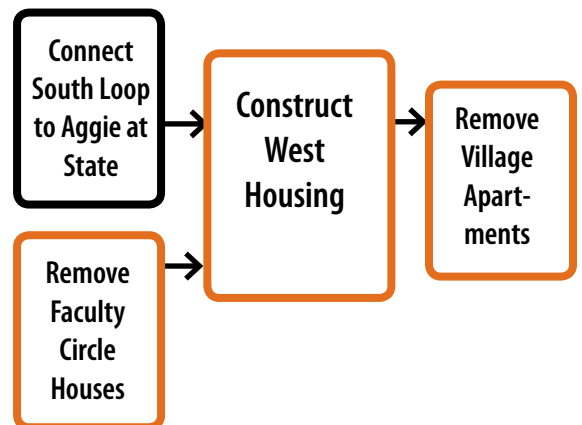 Connect
South Loop
to Aggie at
State
Construct
West
Housing
Remove
Village
Apart-
ments
Remove
Faculty
Circle
Houses